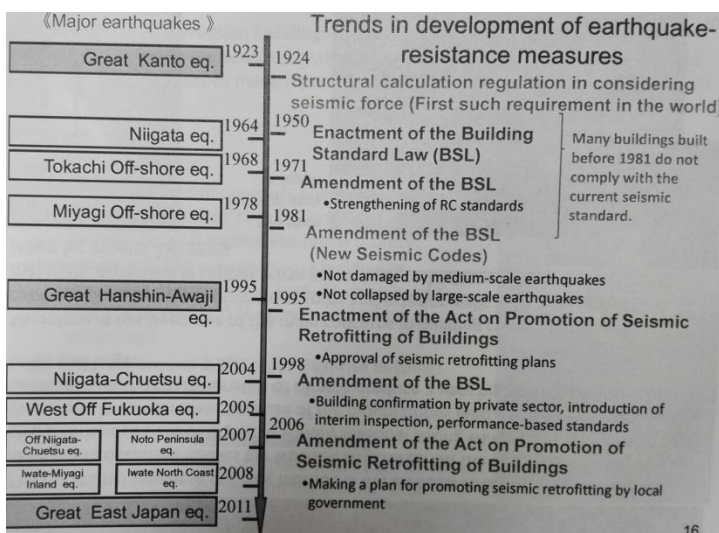 《Major earthquakes 》
Trends in development of earthquake-
resistance measures
Great Kanto eq.
1923
1924
Structural calculation regulation in considering
seismic force (First such requirement in the world)
1950
Enactment of the Building
Standard Law (BSL)
Many buildings built
before 1981 do not
comply with the
current seismic
standard.
Niigata eq.
1964
Tokachi Off-shore eq.
1968
1971
Amendment of the BSL
•Strengthening of RC standards
Miyagi Off-shore eq.
1978
1981
Amendment of the BSL
(New Seismic Codes)
•Not damaged by medium-scale earthquakes
•Not collapsed by large-scale earthquakes
Great Hanshin-Awaji
eq.
1995
1995
Enactment of the Act on Promotion of Seismic
Retrofitting of Buildings
•Approval of seismic retrofitting plans
1998
Amendment of the BSL
•Building confirmation by private sector, introduction of
interim inspection, performance-based standards
Niigata-Chuetsu eq.
2004
West Off Fukuoka eq.
2005
2006
Amendment of the Act on Promotion of
Seismic Retrofitting of Buildings
•Making a plan for promoting seismic retrofitting by local
government
Off Niigata-
Chuetsu eq.
Noto Peninsula
eq.
2007
Iwate-Miyagi
Inland eq.
Iwate North Coast
eq.
2008
Great East Japan eq.
2011
16